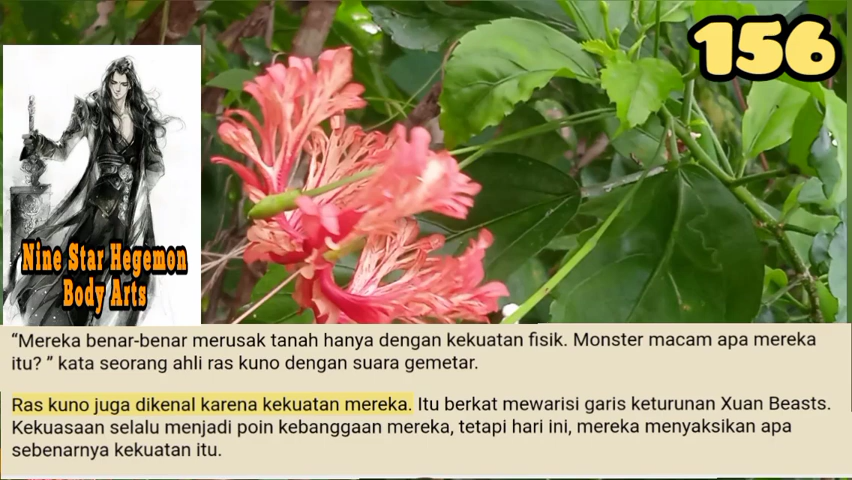 156
Nine Star Hegemon
Body Arts
“Mereka benar-benar merusak tanah hanya dengan kekuatan fisik. Monster macam apa mereka
itu? ” kata seorang ahli ras kuno dengan suara gemetar.
Ras kuno juga dikenal karena kekuatan mereka. Itu berkat mewarisi garis keturunan Xuan Beasts.
Kekuasaan selalu menjadi poin kebanggaan mereka, tetapi hari ini, mereka menyaksikan apa
sebenarnya kekuatan itu.